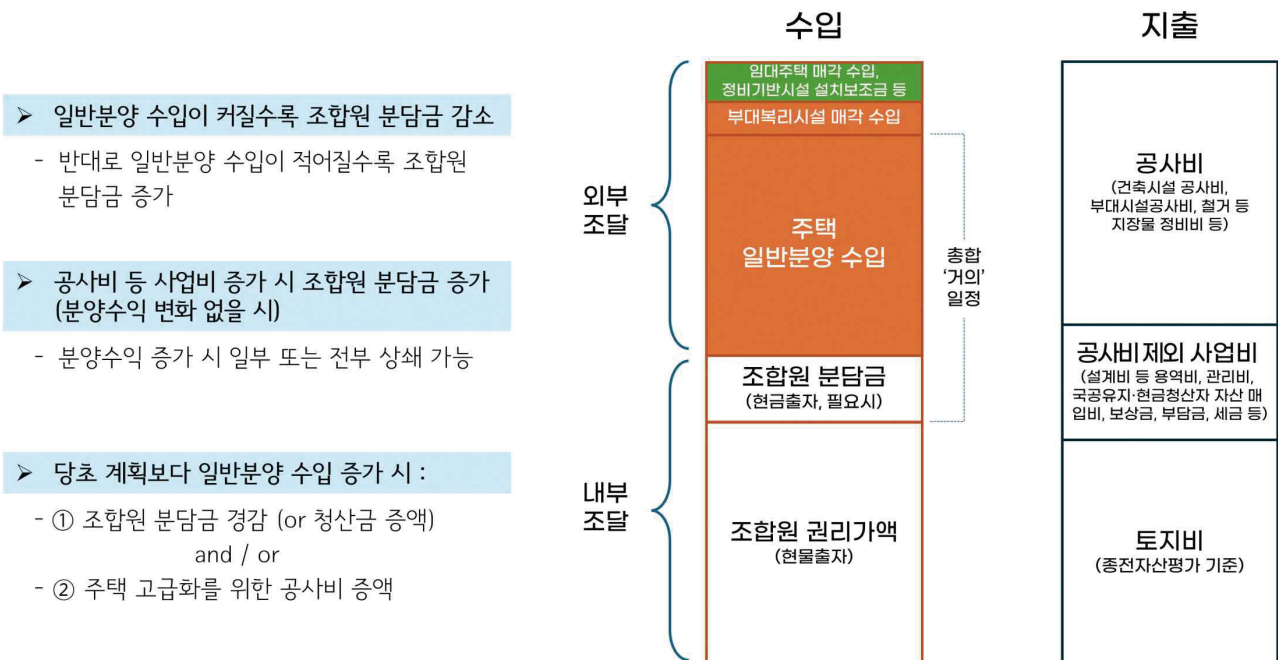 ➢ 일반분양 수입이 커질수록 조합원 분담금 감소
- 반대로 일반분양 수입이 적어질수록 조합원
분담금 증가
➢ 공사비 등 사업비 증가 시 조합원 분담금 증가
(분양수익 변화 없을 시)
- 분양수익 증가 시 일부 또는 전부 상쇄 가능
➢ 당초 계획보다 일반분양 수입 증가 시 :
- ① 조합원 분담금 경감 (or 청산금 증액)
and / or
- ② 주택 고급화를 위한 공사비 증액
외부
조달
내부
조달
수입
임대주택 매각 수입,
정비기반시설 설치보조금 등
부대복리시설 매각 수입
주택
일반분양 수입
조합원 분담금
(현금출자, 필요시)
조합원 권리가액
(현물출자)
총합
‘거의’
일정
지출
공사비
(건축시설 공사비,
부대시설공사비, 철거 등
지장물 정비비 등)
공사비 제외 사업비
(설계비 등 용역비, 관리비,
국공유지·현금청산자 자산 매
입비, 보상금, 부담금, 세금 등)
토지비
(종전자산평가 기준)